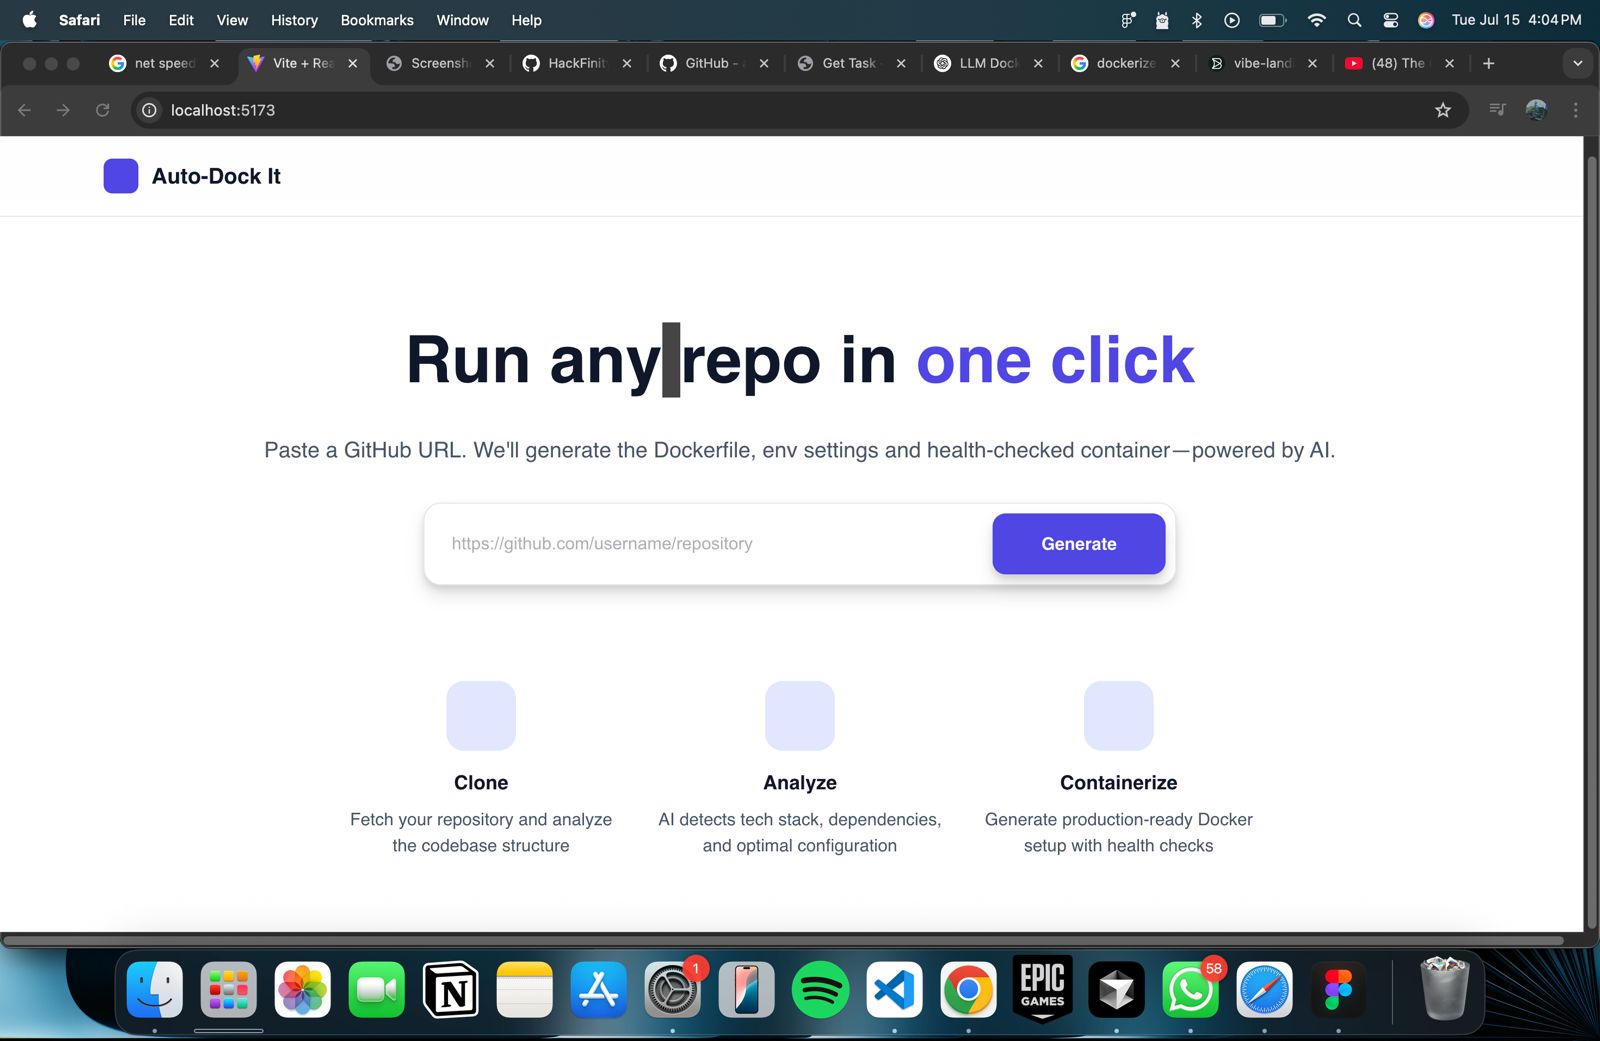 Safari File Edit View History Bookmarks Window Help Tue Jul 15 4:04 PM
net speed Vite + Rea Screensh HackFinit GitHub - a Get Task - LLM Dock dockerize vibe-landi (48) The
localhost:5173
Auto-Dock It
Run any repo in one click
Paste a GitHub URL. We'll generate the Dockerfile, env settings and health-checked container—powered by AI.
https://github.com/username/repository Generate
Clone
Fetch your repository and analyze
the codebase structure
Analyze
AI detects tech stack, dependencies,
and optimal configuration
Containerize
Generate production-ready Docker
setup with health checks
1
EPIC
GAMES
58